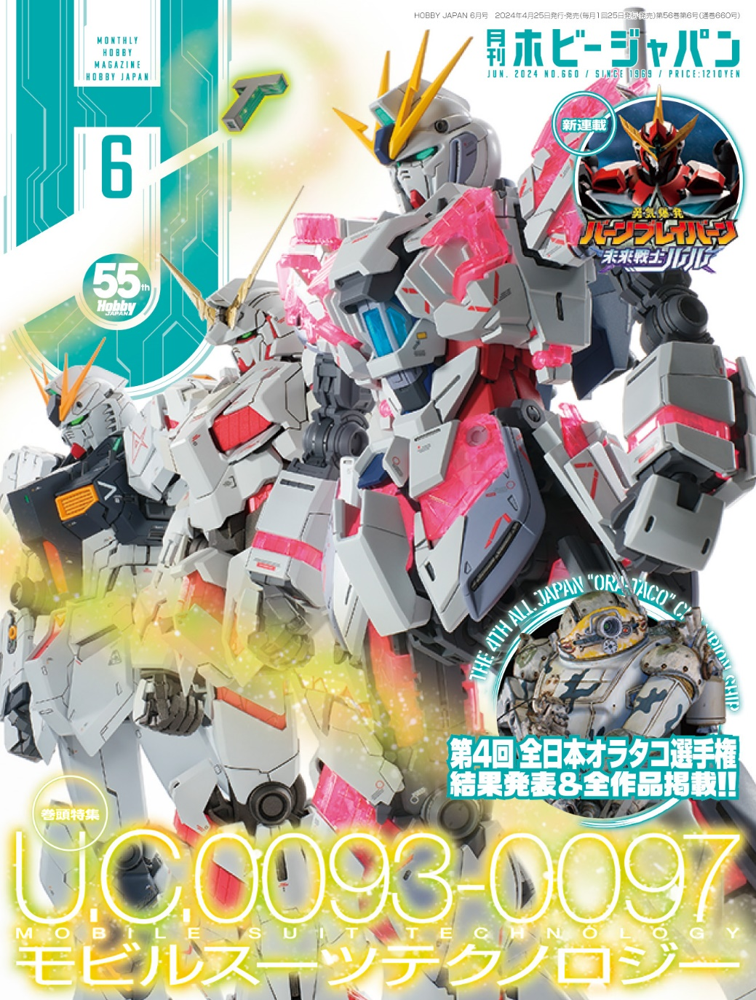 HOBBY JAPAN 6月号　2024年4月25日発行・発売(毎月1回25日発行・発売)第56巻第6号(通巻660号)
月刊 ホビージャパン
JUN. 2024 NO.660 / SINCE 1969 / PRICE:1210YEN
MONTHLY
HOBBY
MAGAZINE
HOBBY JAPAN
6
55th
Hobby
JAPAN
新連載
勇気爆発
バーンブレイバーン
未来戦士ルルッ
THE 4TH ALL JAPAN "ORA-TACO" CHAMPIONSHIP
第4回 全日本オラタコ選手権
結果発表&全作品掲載!!
巻頭特集
U.C.0093-0097
MOBILE SUIT TECHNOLOGY
モビルスーツテクノロジー